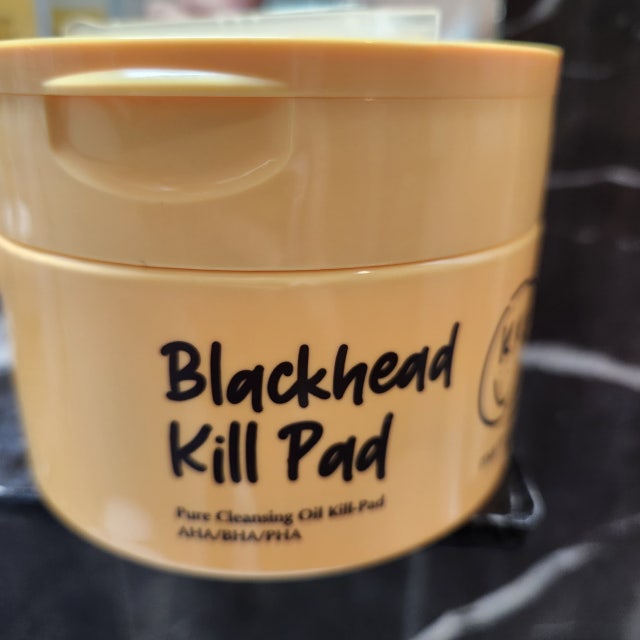 Blackhead
Kill Pad
Pure Cleansing Oil Kill-Pad
AHA/BHA/PHA